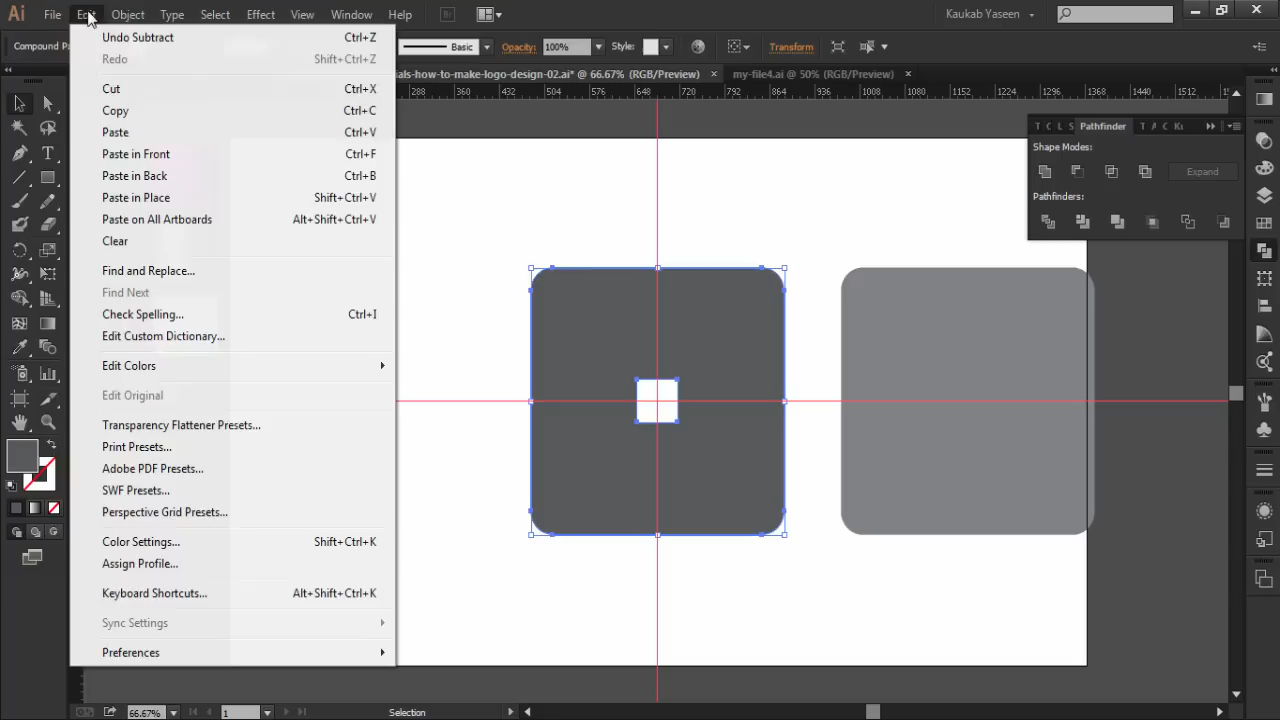 Ai File Edit Object Type Select Effect View Window Help Br Kaukab Yaseen
Compound Pa Basic Opacity: 100% Style: Transform
ials-how-to-make-logo-design-02.ai* @ 66.67% (RGB/Preview) × my-file4.ai @ 50% (RGB/Preview) ×
288 360 432 504 576 648 720 792 864 936 1008 1080 1152 1224 1296 1368 1440 1512
Undo Subtract Ctrl+Z
Redo Shift+Ctrl+Z
Cut Ctrl+X
Copy Ctrl+C
Paste Ctrl+V
Paste in Front Ctrl+F
Paste in Back Ctrl+B
Paste in Place Shift+Ctrl+V
Paste on All Artboards Alt+Shift+Ctrl+V
Clear
Find and Replace...
Find Next
Check Spelling... Ctrl+I
Edit Custom Dictionary...
Edit Colors
Edit Original
Transparency Flattener Presets...
Print Presets...
Adobe PDF Presets...
SWF Presets...
Perspective Grid Presets...
Color Settings... Shift+Ctrl+K
Assign Profile...
Keyboard Shortcuts... Alt+Shift+Ctrl+K
Sync Settings
Preferences
T C L S Pathfinder T A C Kı
Shape Modes:
Expand
Pathfinders:
66.67% 1 Selection